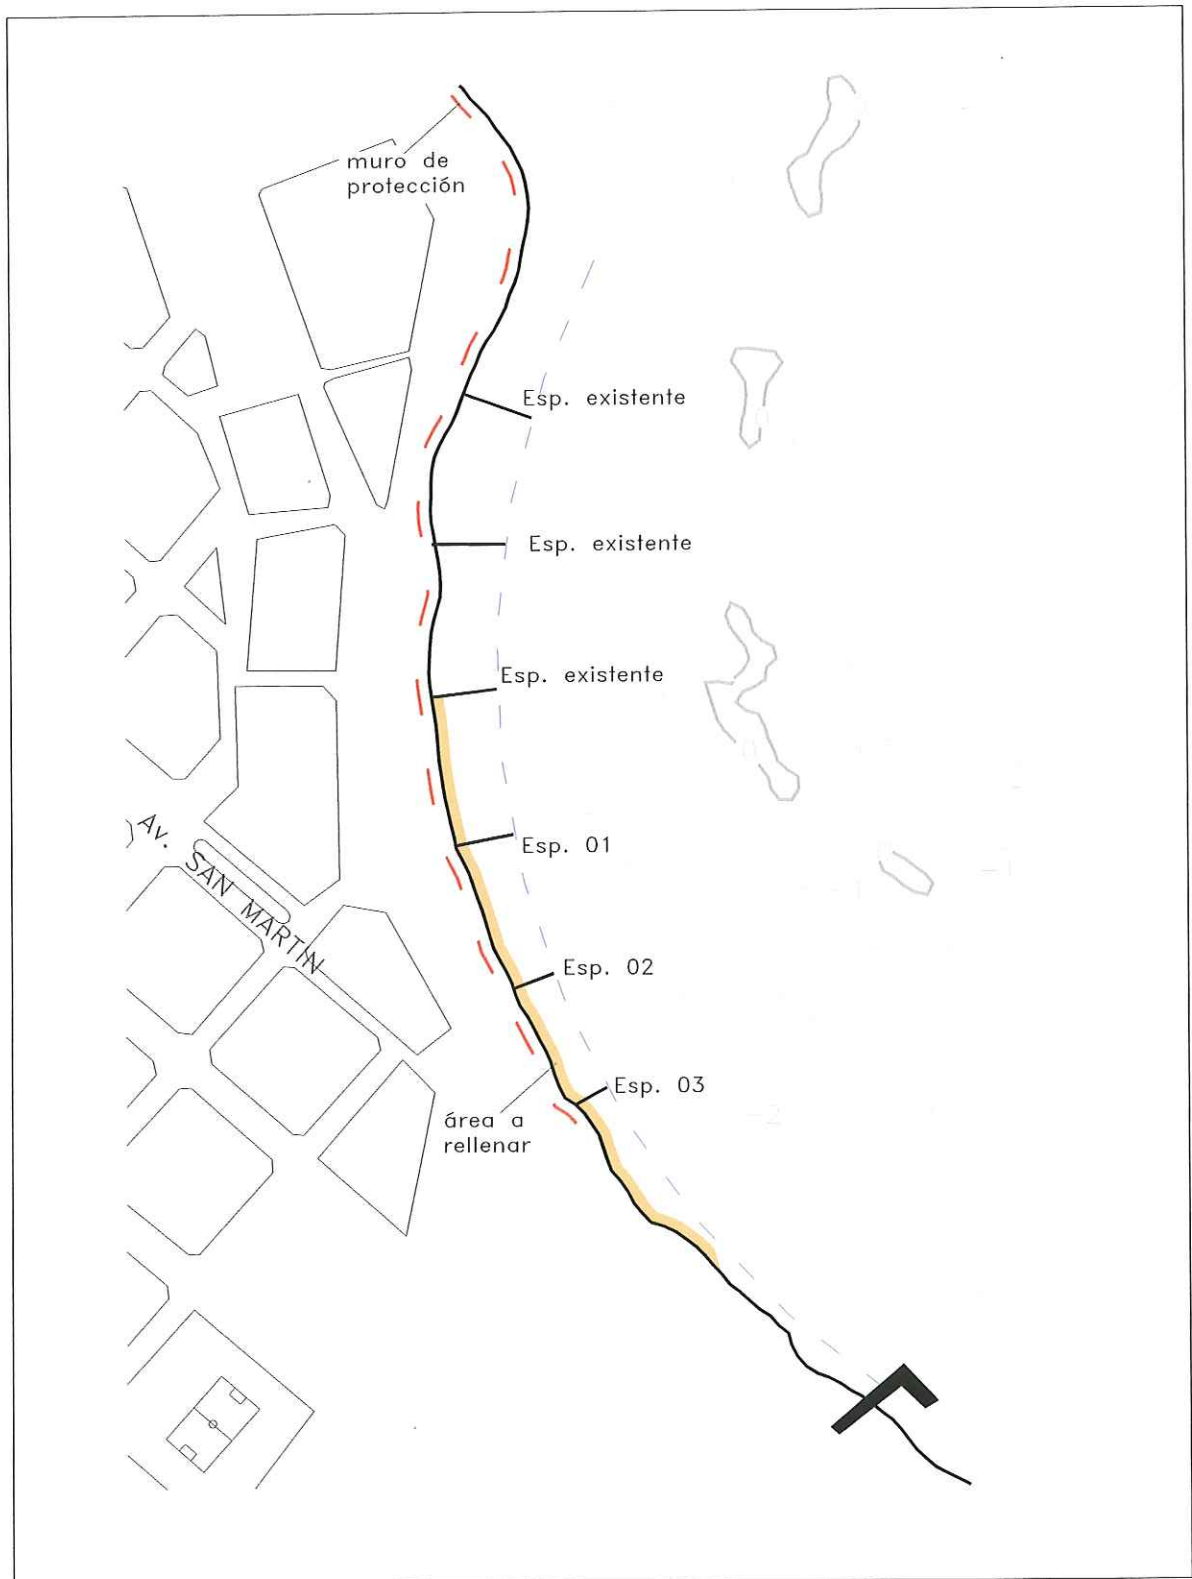 muro de
protección
Esp. existente
Esp. existente
Esp. existente
Av. SAN MARTIN
Esp. 01
Esp. 02
Esp. 03
área a
rellenar
-2